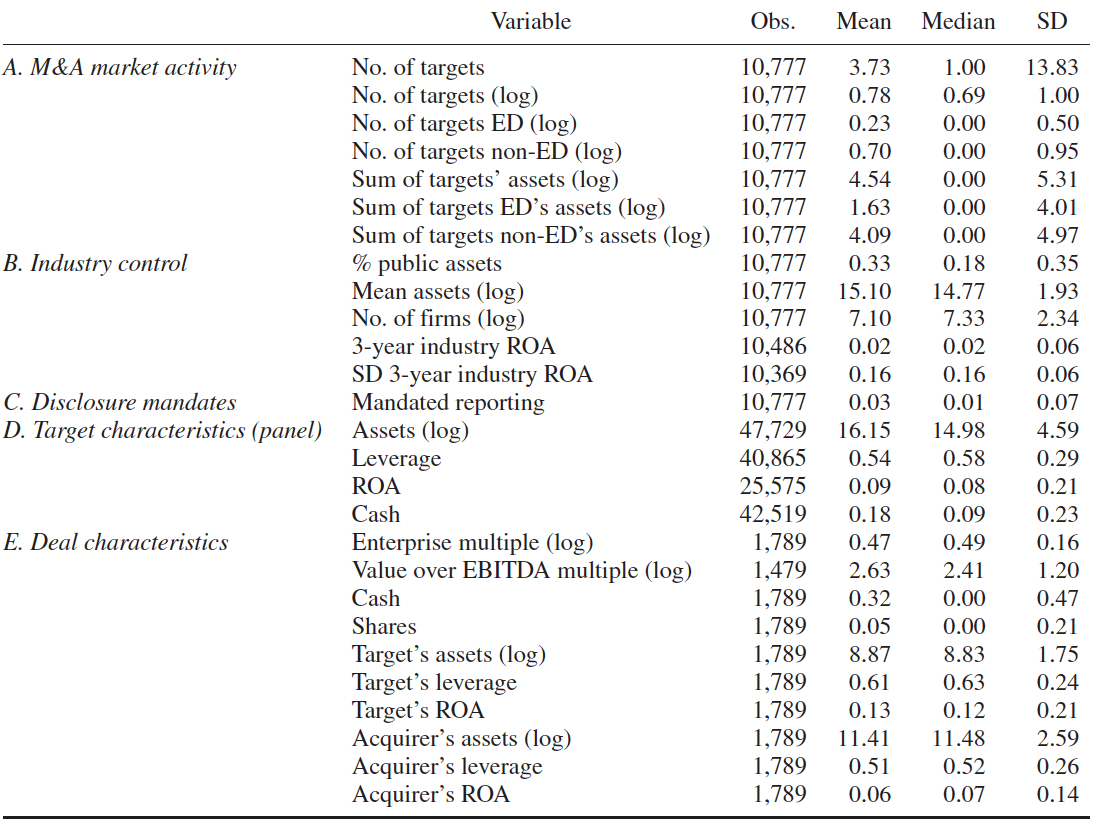 Variable Obs. Mean Median SD
A. M&A market activity No. of targets 10,777 3.73 1.00 13.83
No. of targets (log) 10,777 0.78 0.69 1.00
No. of targets ED (log) 10,777 0.23 0.00 0.50
No. of targets non-ED (log) 10,777 0.70 0.00 0.95
Sum of targets’ assets (log) 10,777 4.54 0.00 5.31
Sum of targets ED’s assets (log) 10,777 1.63 0.00 4.01
Sum of targets non-ED’s assets (log) 10,777 4.09 0.00 4.97
B. Industry control % public assets 10,777 0.33 0.18 0.35
Mean assets (log) 10,777 15.10 14.77 1.93
No. of firms (log) 10,777 7.10 7.33 2.34
3-year industry ROA 10,486 0.02 0.02 0.06
SD 3-year industry ROA 10,369 0.16 0.16 0.06
C. Disclosure mandates Mandated reporting 10,777 0.03 0.01 0.07
D. Target characteristics (panel) Assets (log) 47,729 16.15 14.98 4.59
Leverage 40,865 0.54 0.58 0.29
ROA 25,575 0.09 0.08 0.21
Cash 42,519 0.18 0.09 0.23
E. Deal characteristics Enterprise multiple (log) 1,789 0.47 0.49 0.16
Value over EBITDA multiple (log) 1,479 2.63 2.41 1.20
Cash 1,789 0.32 0.00 0.47
Shares 1,789 0.05 0.00 0.21
Target’s assets (log) 1,789 8.87 8.83 1.75
Target’s leverage 1,789 0.61 0.63 0.24
Target’s ROA 1,789 0.13 0.12 0.21
Acquirer’s assets (log) 1,789 11.41 11.48 2.59
Acquirer’s leverage 1,789 0.51 0.52 0.26
Acquirer’s ROA 1,789 0.06 0.07 0.14